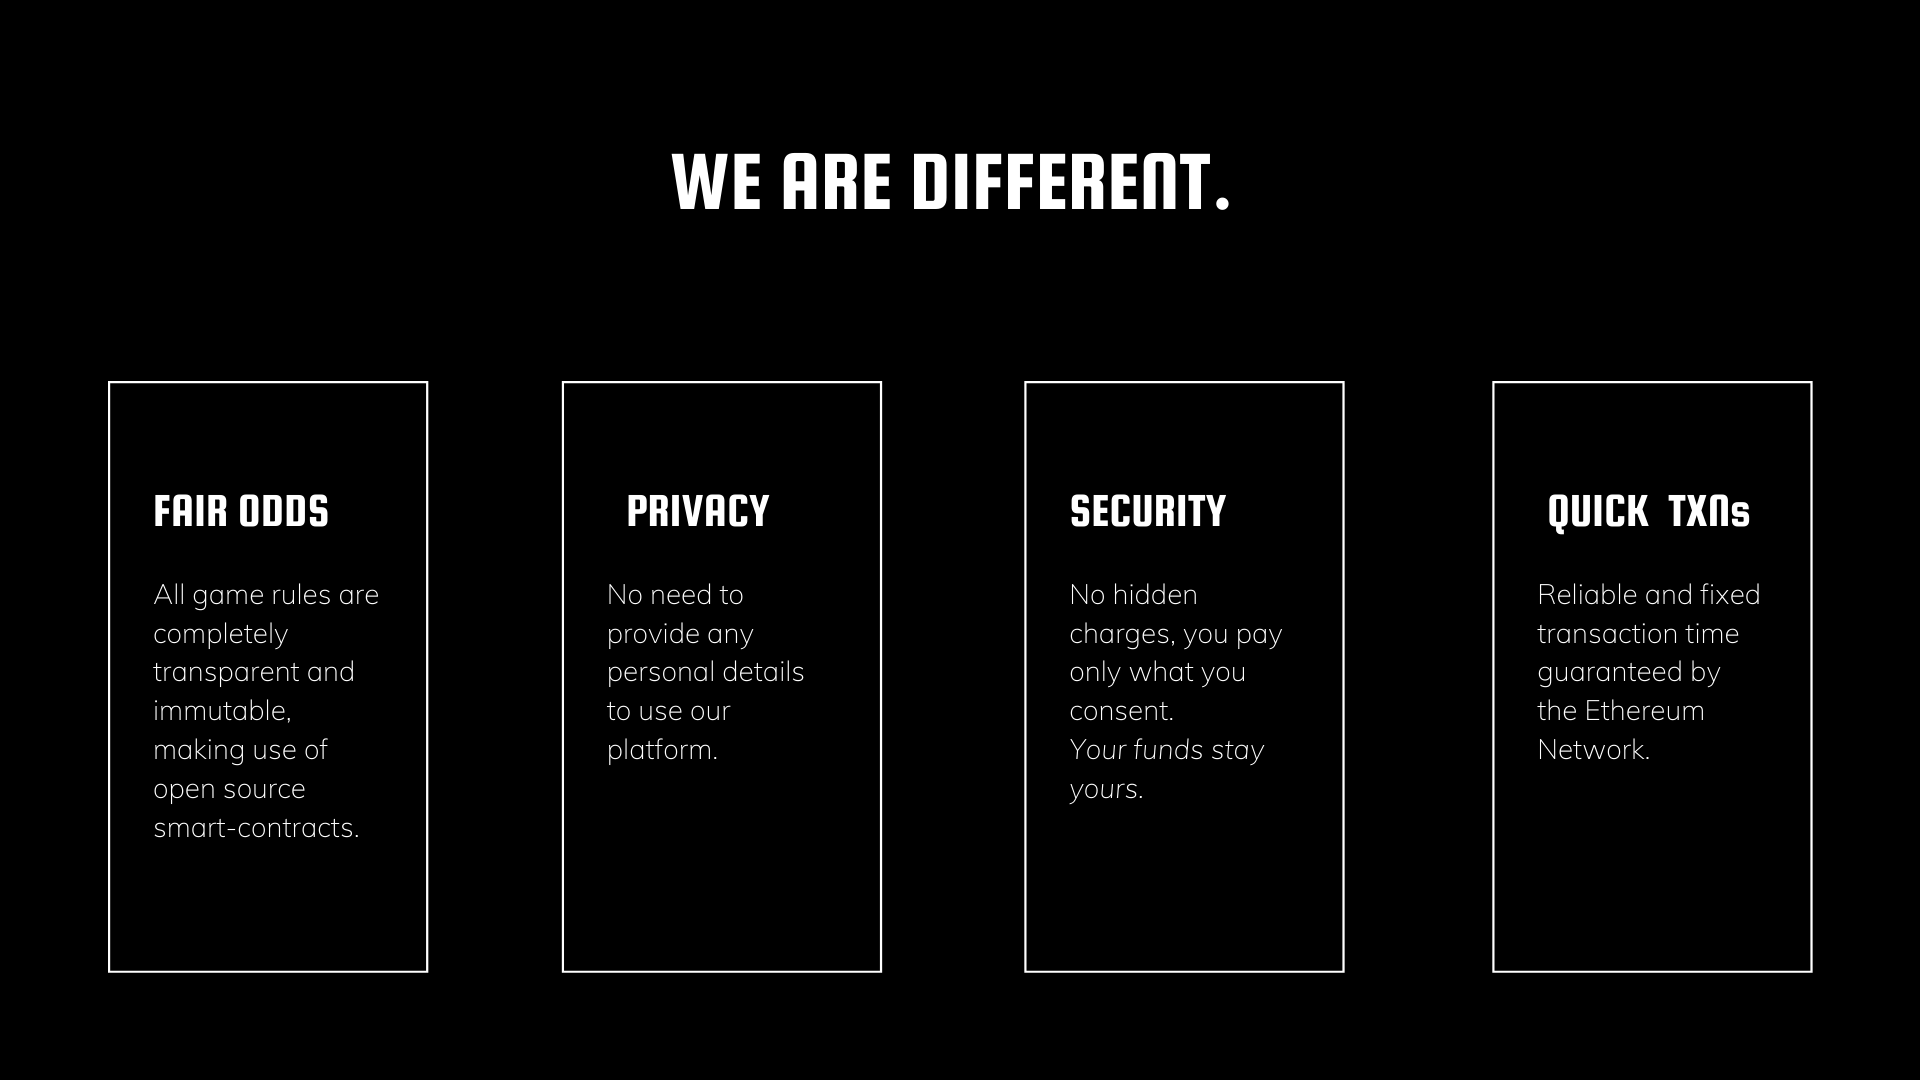 WE ARE DIFFERENT.
FAIR ODDS
All game rules are
completely
transparent and
immutable,
making use of
open source
smart-contracts.
PRIVACY
No need to
provide any
personal details
to use our
platform.
SECURITY
No hidden
charges, you pay
only what you
consent.
Your funds stay
yours.
QUICK TXNs
Reliable and fixed
transaction time
guaranteed by
the Ethereum
Network.